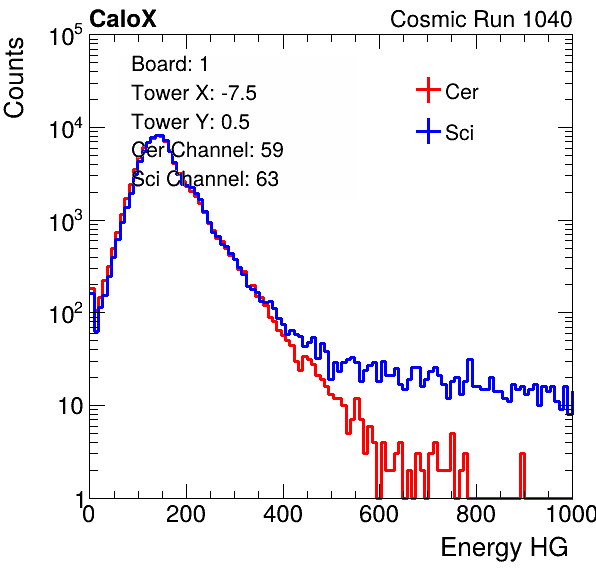 CaloX Cosmic Run 1040
Counts
10^5
10^4
10^3
10^2
10
1
Board: 1
Tower X: -7.5
Tower Y: 0.5
Cer Channel: 59
Sci Channel: 63
Cer
Sci
0 200 400 600 800 1000
Energy HG